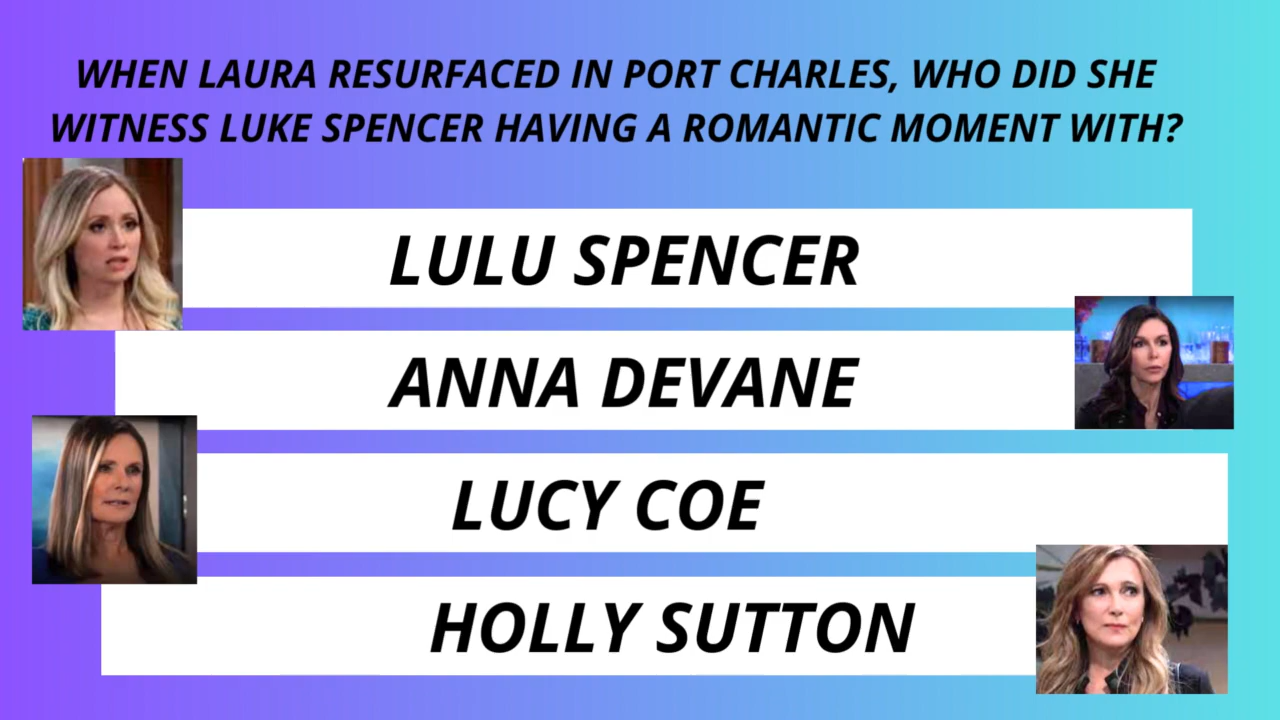 WHEN LAURA RESURFACED IN PORT CHARLES, WHO DID SHE
WITNESS LUKE SPENCER HAVING A ROMANTIC MOMENT WITH?
LULU SPENCER
ANNA DEVANE
LUCY COE
HOLLY SUTTON